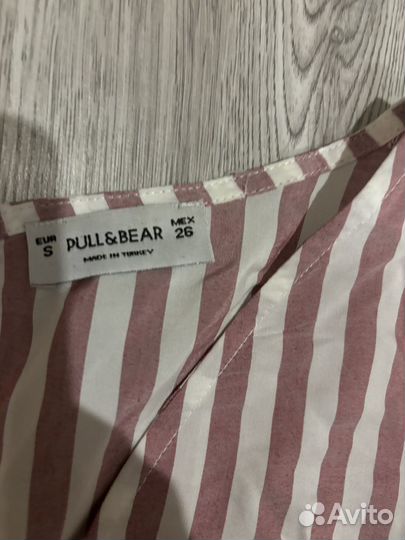 EUR
S
PULL&BEAR
MADE IN TURKEY
MEX
26
Avito